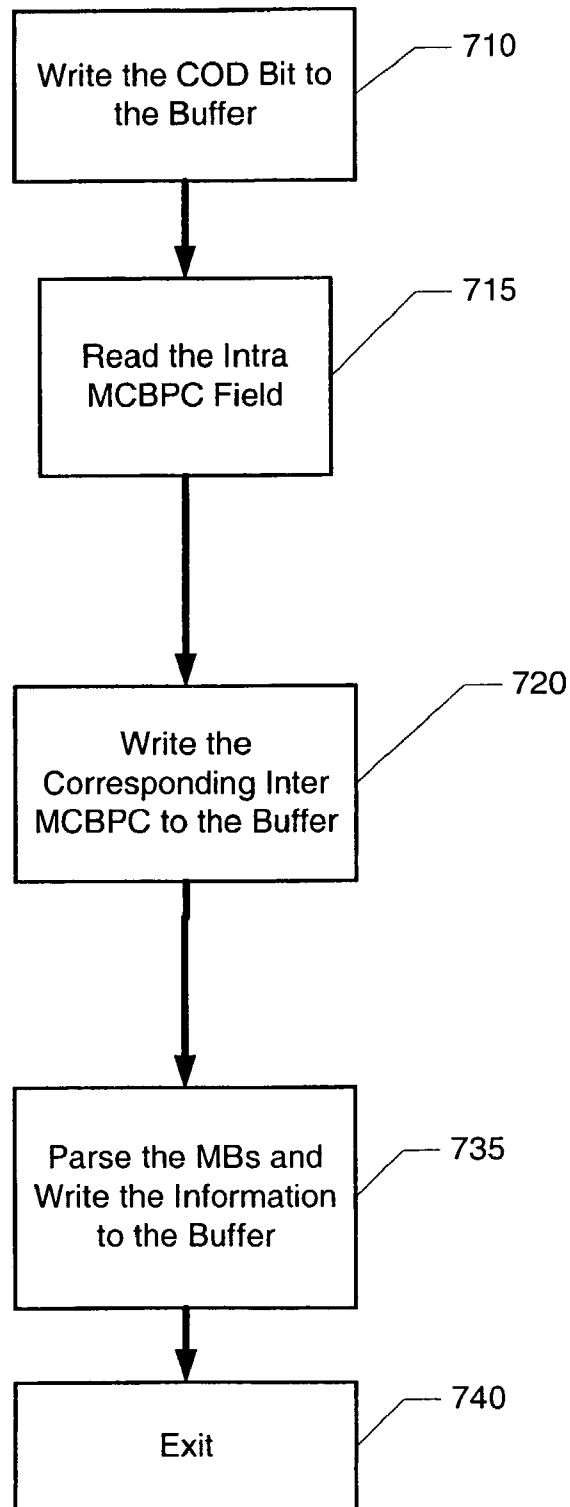 Write the COD Bit to
the Buffer
710
Read the Intra
MCBPC Field
715
Write the
Corresponding Inter
MCBPC to the Buffer
720
Parse the MBs and
Write the Information
to the Buffer
735
Exit
740